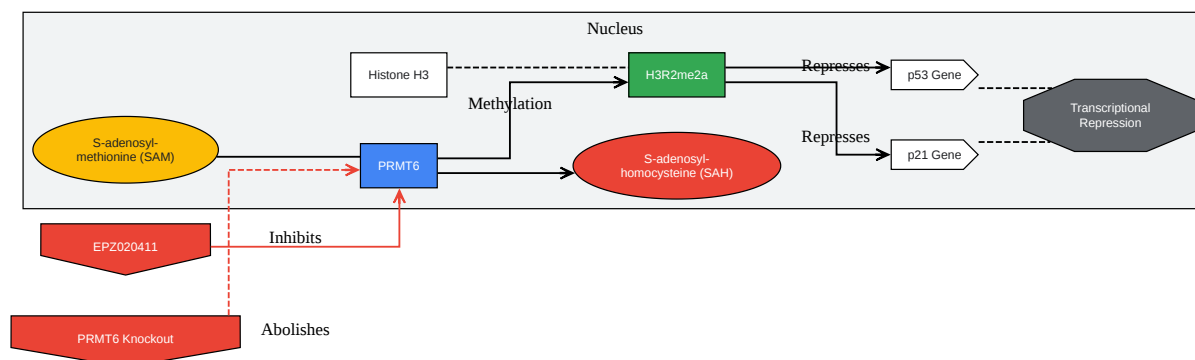 Nucleus
Histone H3
H3R2me2a
Represses
p53 Gene
Methylation
Transcriptional
Repression
S-adenosyl-
methionine (SAM)
PRMT6
S-adenosyl-
homocysteine (SAH)
Represses
p21 Gene
EPZ020411
Inhibits
PRMT6 Knockout
Abolishes